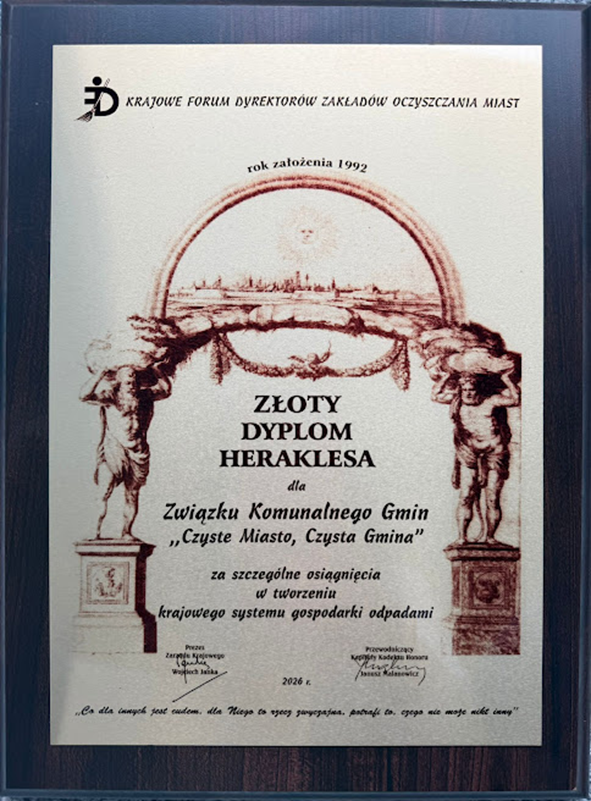 KRAJOWE FORUM DYREKTORÓW ZAKŁADÓW OCZYSZCZANIA MIAST
rok założenia 1992
ZŁOTY
DYPLOM
HERAKLESA
dla
Związku Komunalnego Gmin
„Czyste Miasto, Czysta Gmina”
za szczególne osiągnięcia
w tworzeniu
krajowego systemu gospodarki odpadami
Prezes
Zarządu Krajowego
Wojciech Janka
Przewodniczący
Kapituły Kodeksu Honoru
Janusz Malanowicz
2026 r.
„Co dla innych jest cudem, dla Niego to rzecz zwyczajna, potrafi to, czego nie może nikt inny”